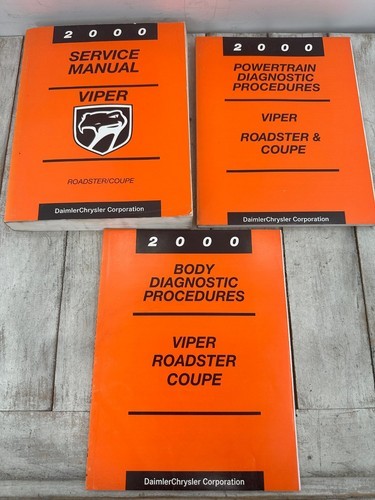 2000
SERVICE
MANUAL
VIPER
ROADSTER/COUPE
DaimlerChrysler Corporation
2000
POWERTRAIN
DIAGNOSTIC
PROCEDURES
VIPER
ROADSTER &
COUPE
DaimlerChrysler Corporation
2000
BODY
DIAGNOSTIC
PROCEDURES
VIPER
ROADSTER
COUPE
DaimlerChrysler Corporation